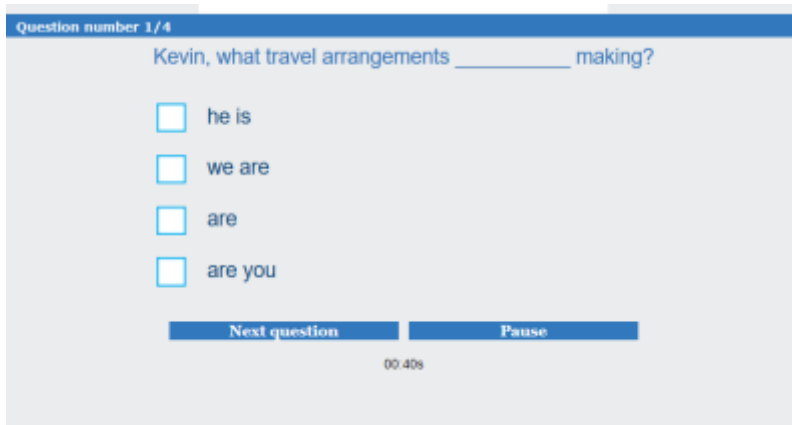 Question number 1/4
Kevin, what travel arrangements ___________ making?
he is
we are
are
are you
Next question Pause
00:40s